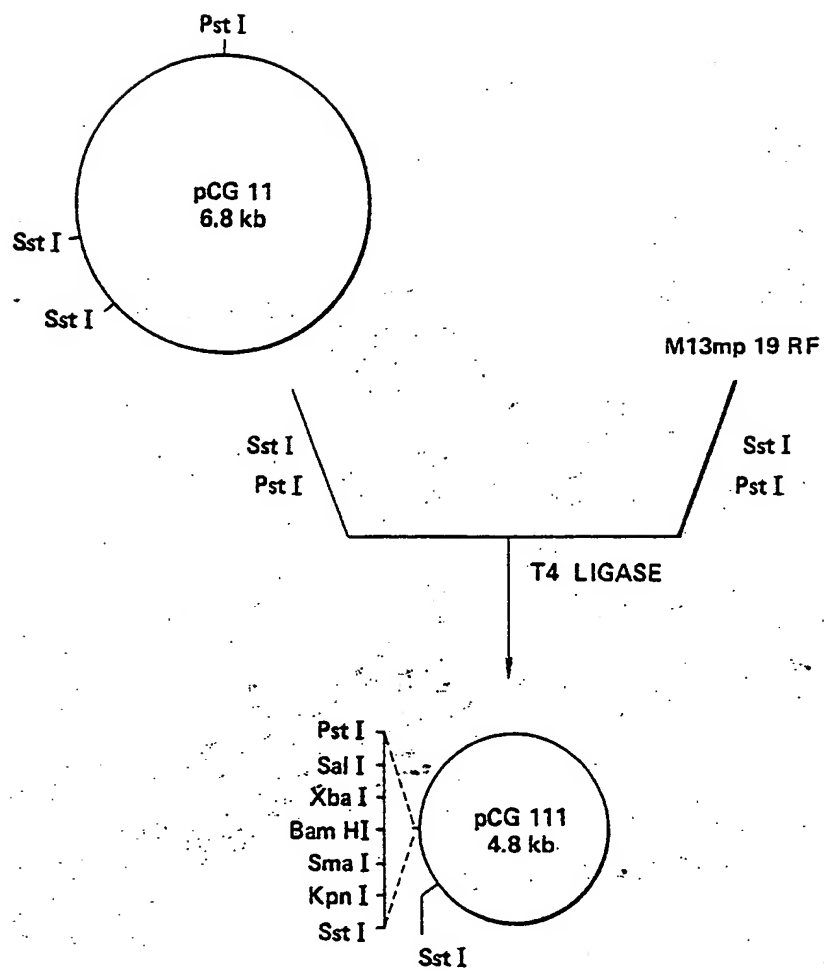 Pst I
pCG 11
6.8 kb
Sst I
Sst I
M13mp 19 RF
Sst I
Pst I
Sst I
Pst I
T4 LIGASE
Pst I
Sal I
Xba I
Bam HI
Sma I
Kpn I
Sst I
pCG 111
4.8 kb
Sst I